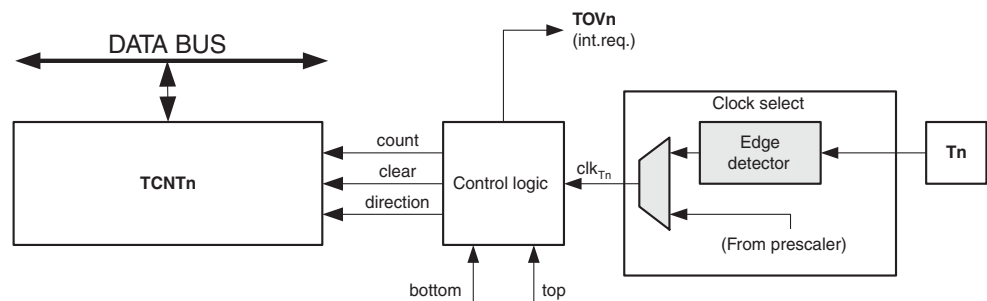 TOVn
(int.req.)
DATA BUS
Clock select
count
Edge
detector
Tn
TCNTn
clear
Control logic
clkTn
direction
(From prescaler)
bottom
top